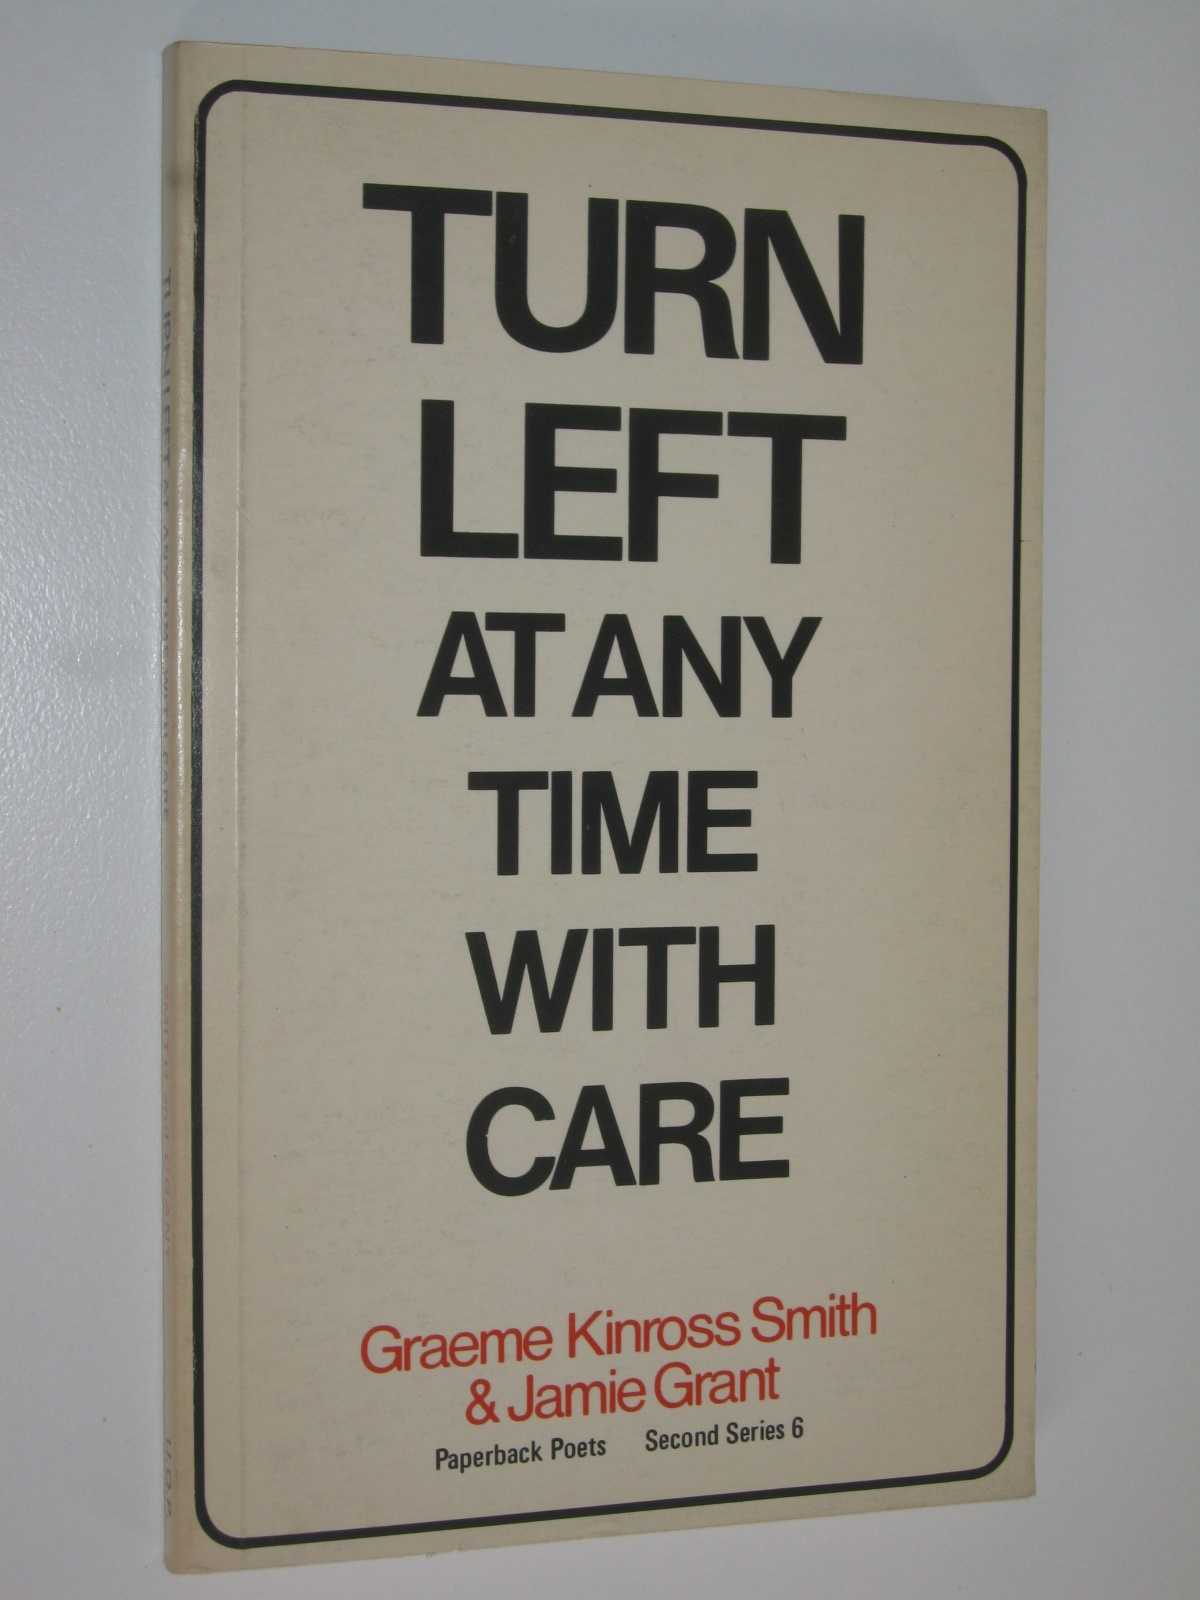 TURN
LEFT
AT ANY
TIME
WITH
CARE
Graeme Kinross Smith
& Jamie Grant
Paperback Poets Second Series 6